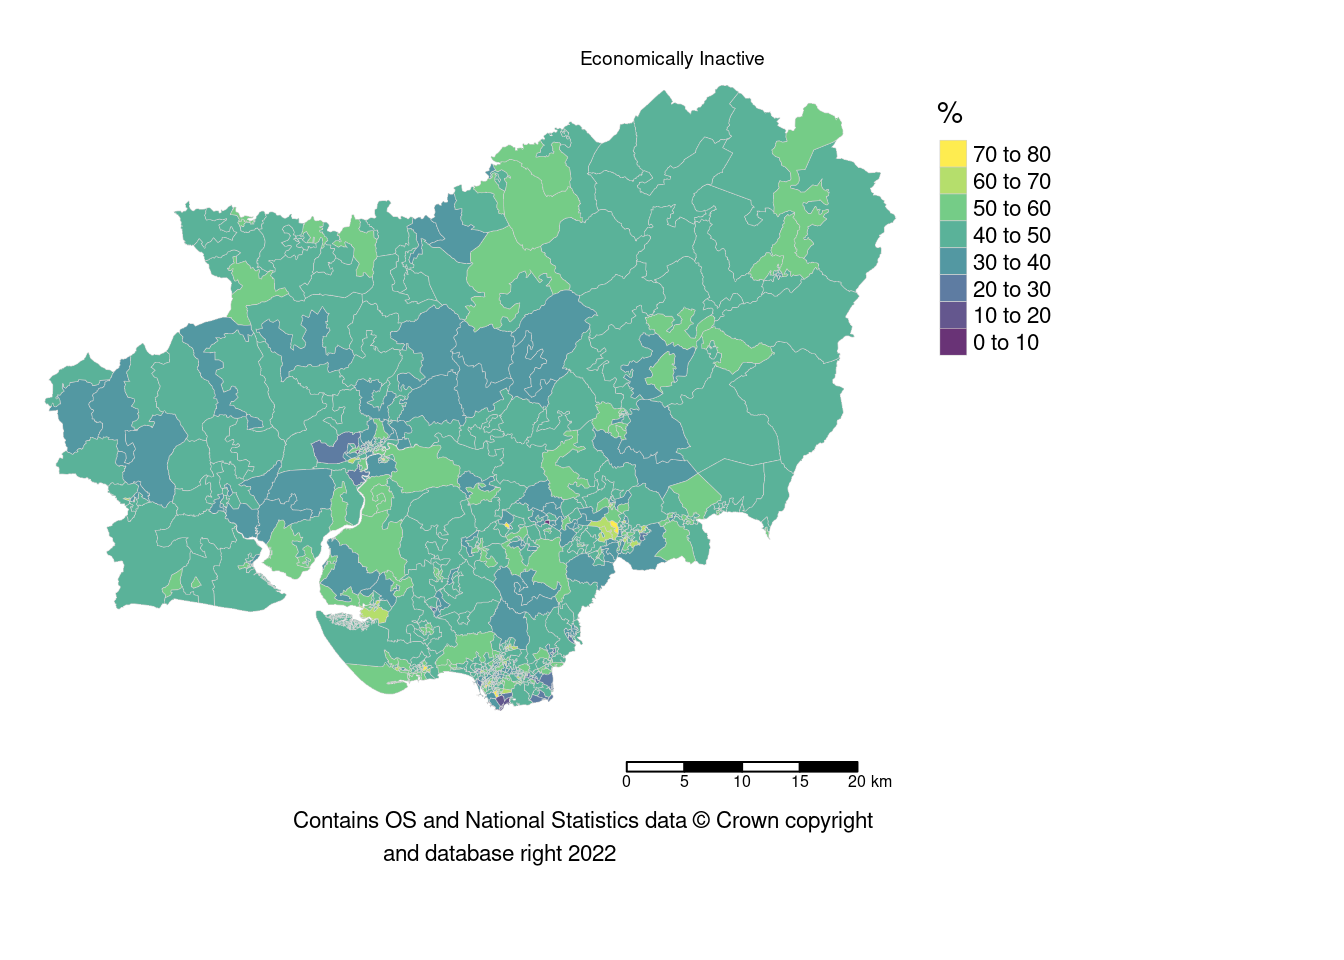 Economically Inactive
%
70 to 80
60 to 70
50 to 60
40 to 50
30 to 40
20 to 30
10 to 20
0 to 10
0 5 10 15 20 km
Contains OS and National Statistics data © Crown copyright
and database right 2022